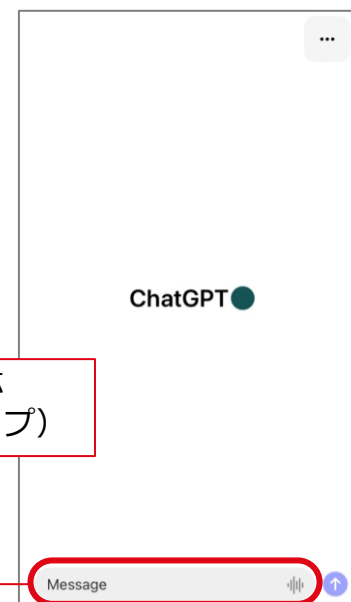 •••
ChatGPT
プ）
Message